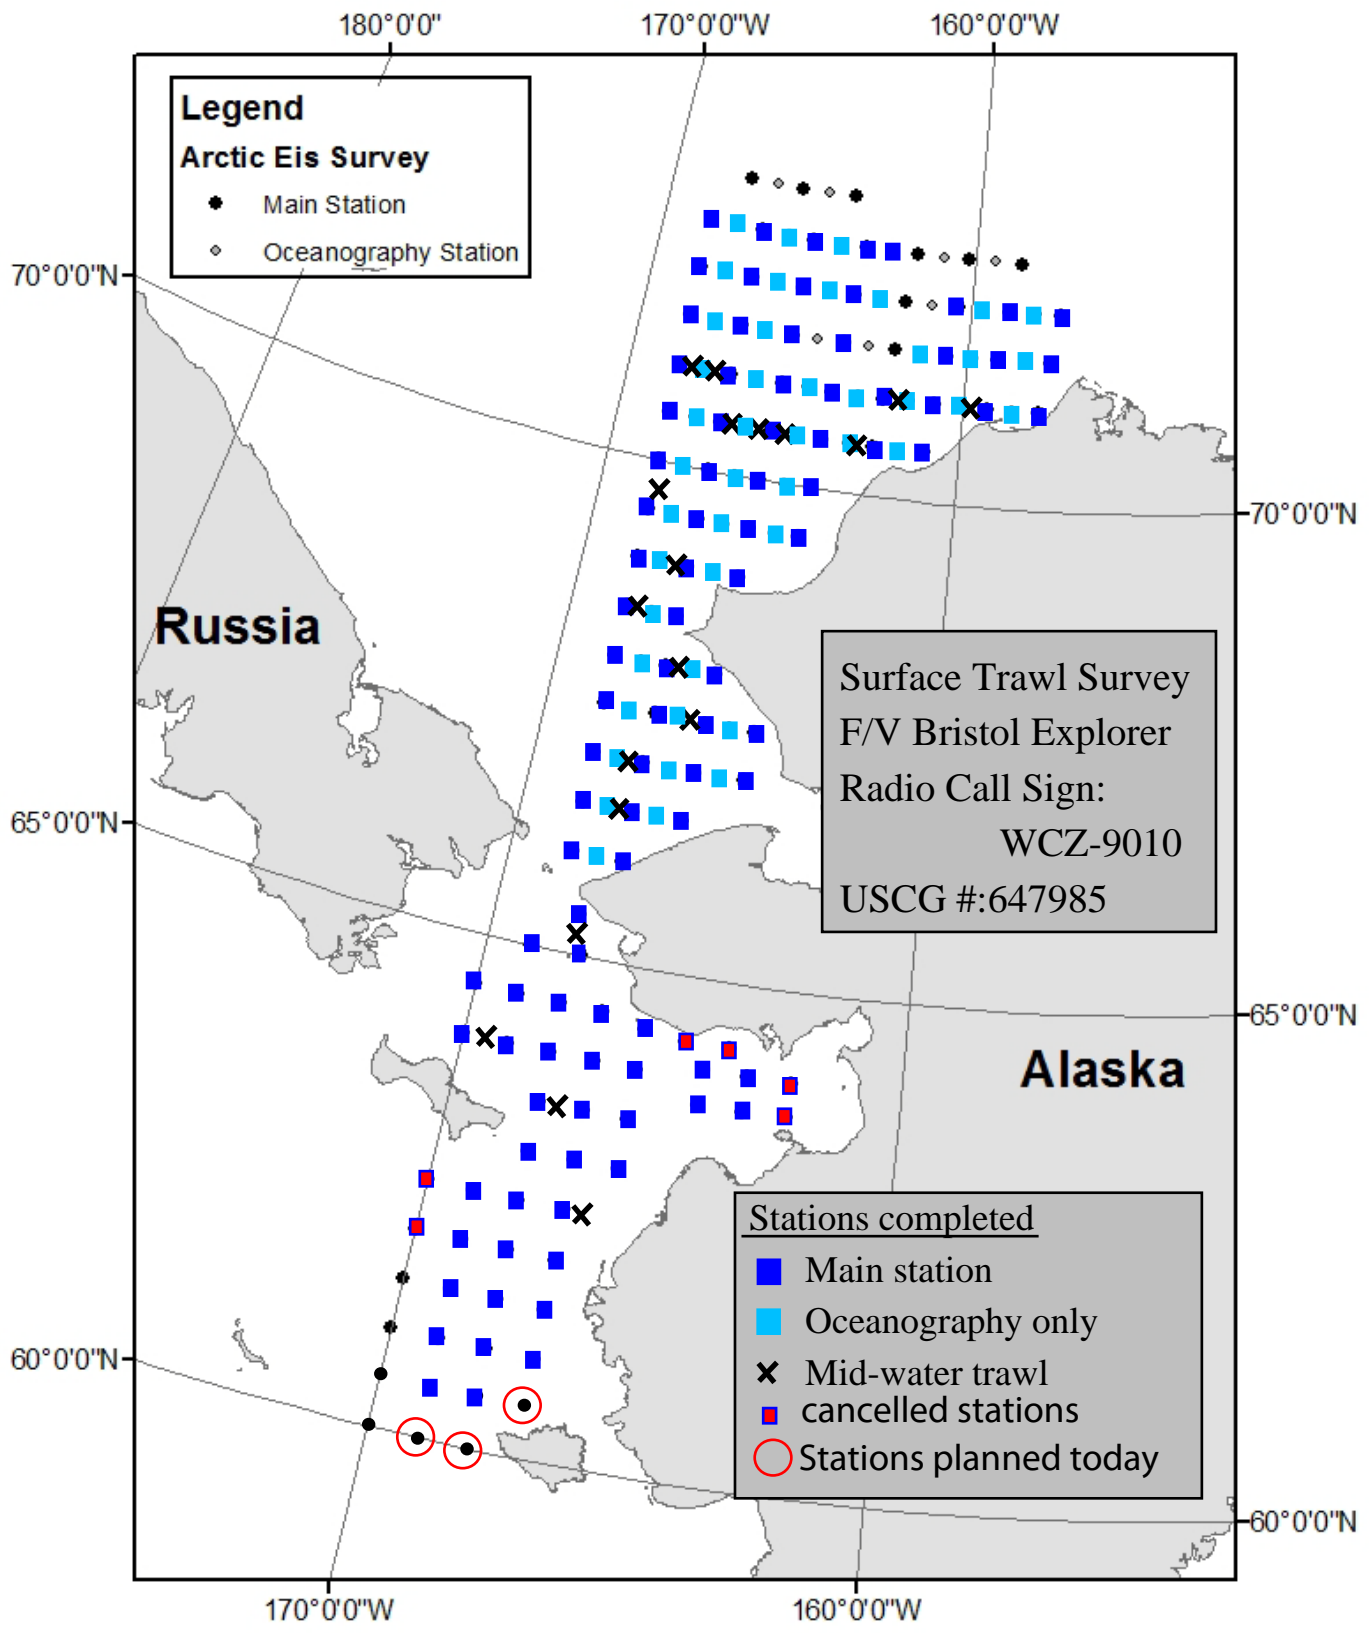 180°0'0"
170°0'0"W
160°0'0"W
Legend
Arctic Eis Survey
Main Station
Oceanography Station
70°0'0"N
70°0'0"N
Russia
Surface Trawl Survey
F/V Bristol Explorer
Radio Call Sign:
WCZ-9010
USCG #:647985
65°0'0"N
65°0'0"N
Alaska
Stations completed
Main station
Oceanography only
Mid-water trawl
cancelled stations
Stations planned today
60°0'0"N
60°0'0"N
170°0'0"W
160°0'0"W